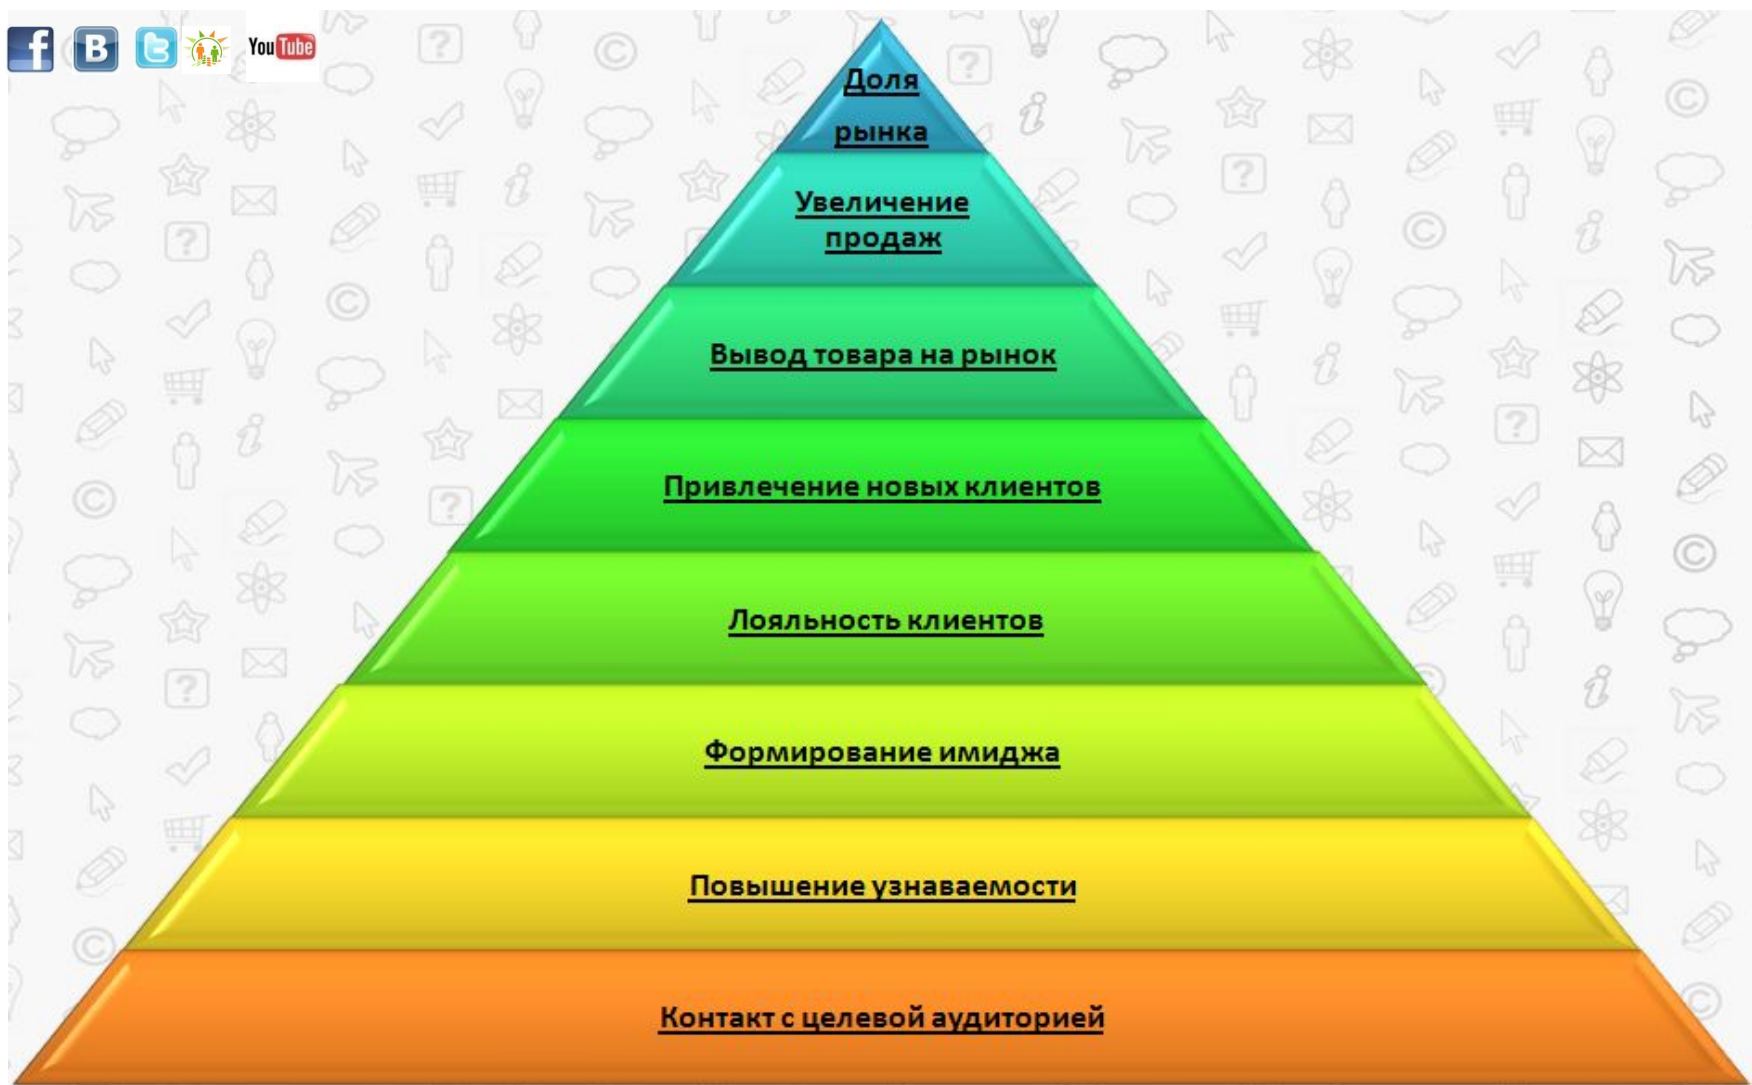 f B t You Tube
Доля
рынка
Увеличение
продаж
Вывод товара на рынок
Привлечение новых клиентов
Лояльность клиентов
Формирование имиджа
Повышение узнаваемости
Контакт с целевой аудиторией